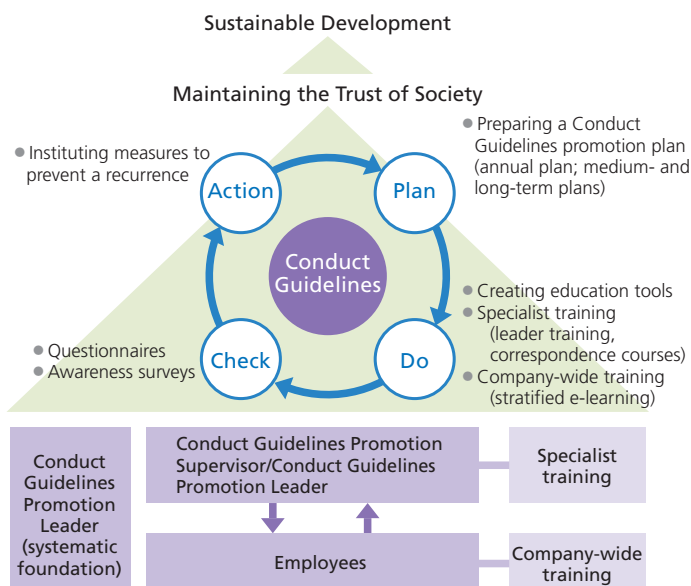 Sustainable Development
Maintaining the Trust of Society
● Instituting measures to
prevent a recurrence
Action
Plan
● Preparing a Conduct
Guidelines promotion plan
(annual plan; medium- and
long-term plans)
Conduct
Guidelines
● Questionnaires
● Awareness surveys
Check
Do
● Creating education tools
● Specialist training
(leader training,
correspondence courses)
● Company-wide training
(stratified e-learning)
Conduct
Guidelines
Promotion
Leader
(systematic
foundation)
Conduct Guidelines Promotion
Supervisor/Conduct Guidelines
Promotion Leader
Specialist
training
Employees
Company-wide
training